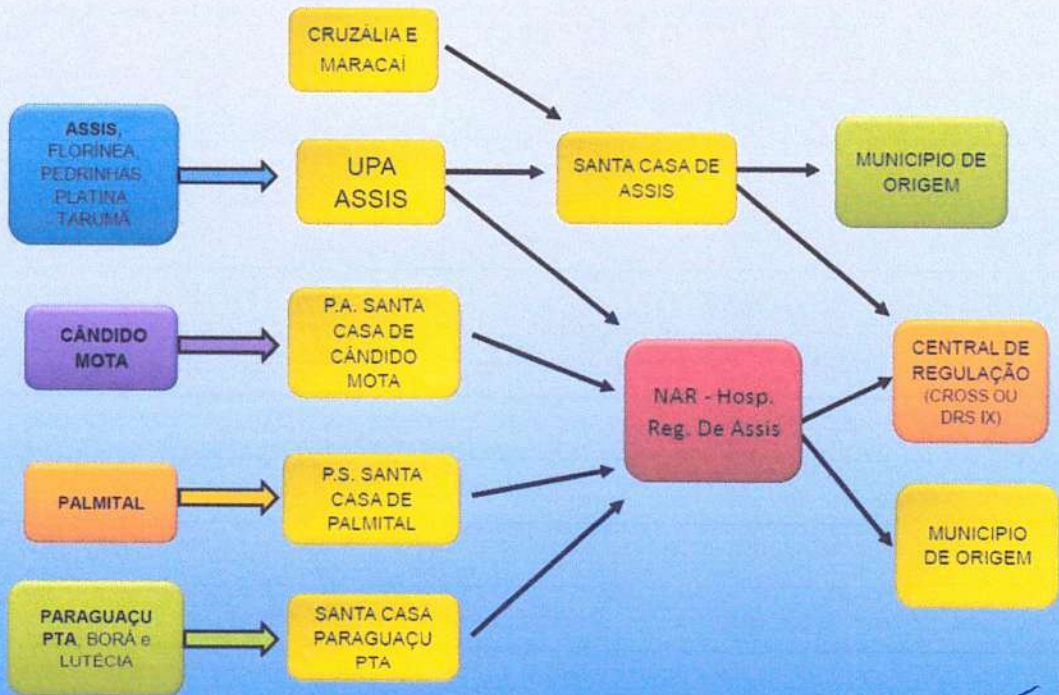 CRUZÁLIA E
MARACAÍ
ASSIS,
FLORÍNEA,
PEDRINHAS
PLATINA
TARUMÃ
UPA
ASSIS
SANTA CASA DE
ASSIS
MUNICIPIO DE
ORIGEM
CÂNDIDO
MOTA
P.A. SANTA
CASA DE
CÂNDIDO
MOTA
NAR - Hosp.
Reg. De Assis
CENTRAL DE
REGULAÇÃO
(CROSS OU
DRS IX)
PALMITAL
P.S. SANTA
CASA DE
PALMITAL
MUNICIPIO
DE ORIGEM
PARAGUAÇU
PTA, BORÁ e
LUTÉCIA
SANTA CASA
PARAGUAÇU
PTA